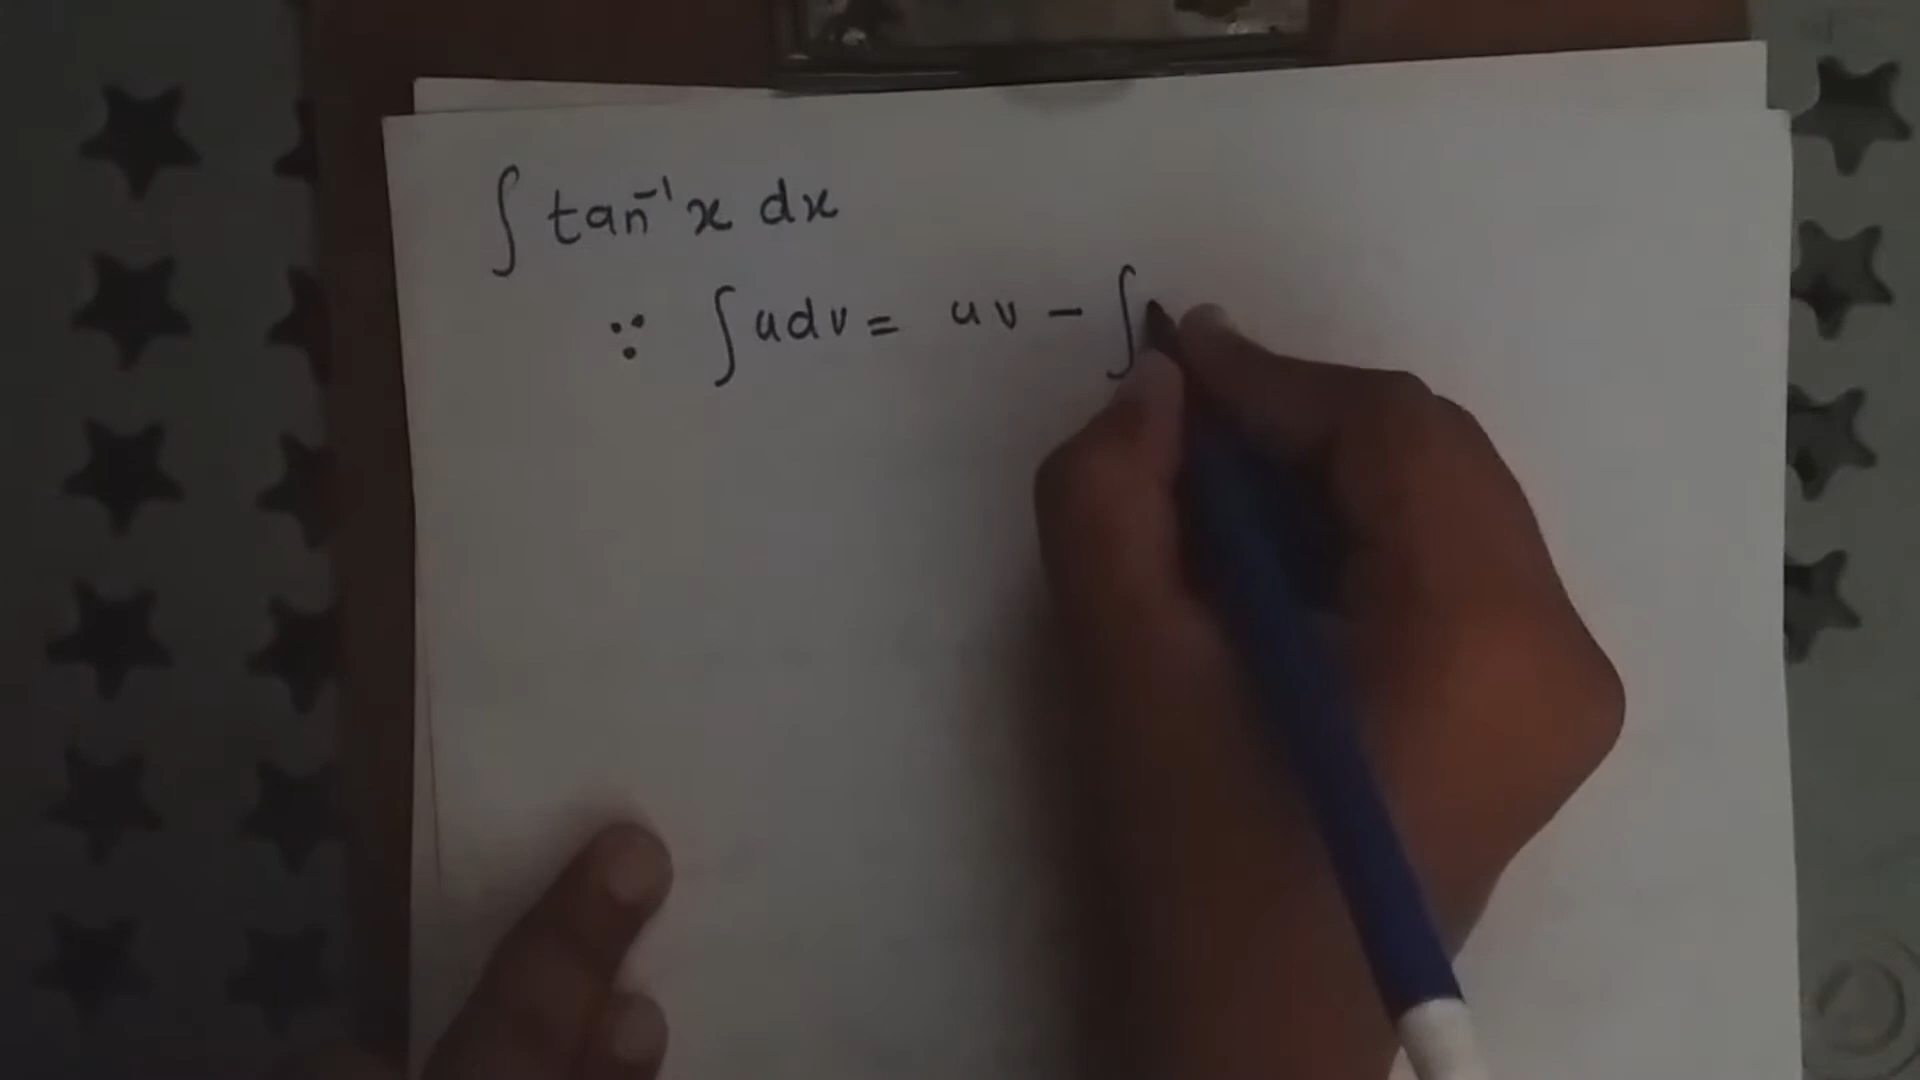 ∫ tan⁻¹x dx
∵ ∫udv = uv - ∫